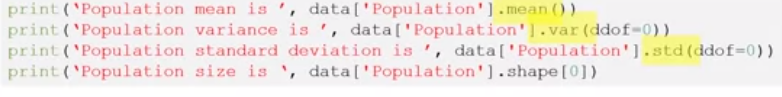 print(‘Population mean is ’, data['Population'].mean())
print(‘Population variance is ’, data['Population'].var(ddof=0))
print(‘Population standard deviation is ’, data['Population'].std(ddof=0))
print(‘Population size is ‘, data['Population'].shape[0])